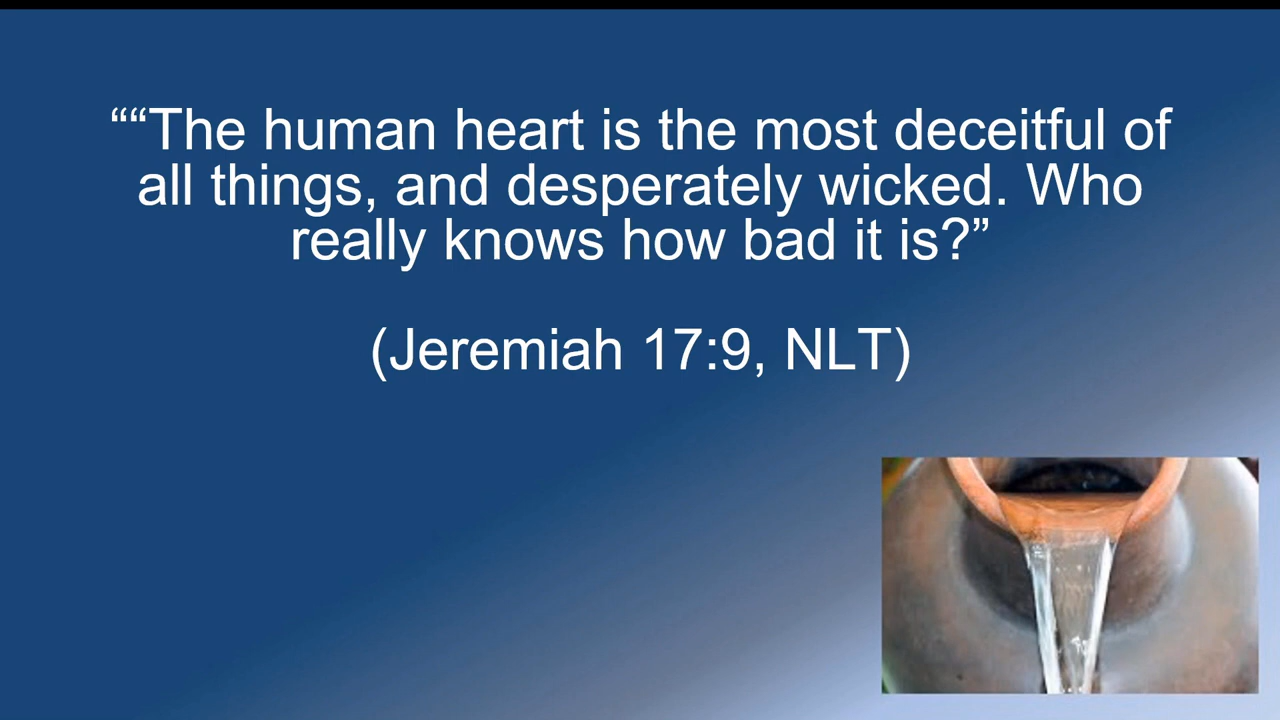 ““The human heart is the most deceitful of
all things, and desperately wicked. Who
really knows how bad it is?”
(Jeremiah 17:9, NLT)